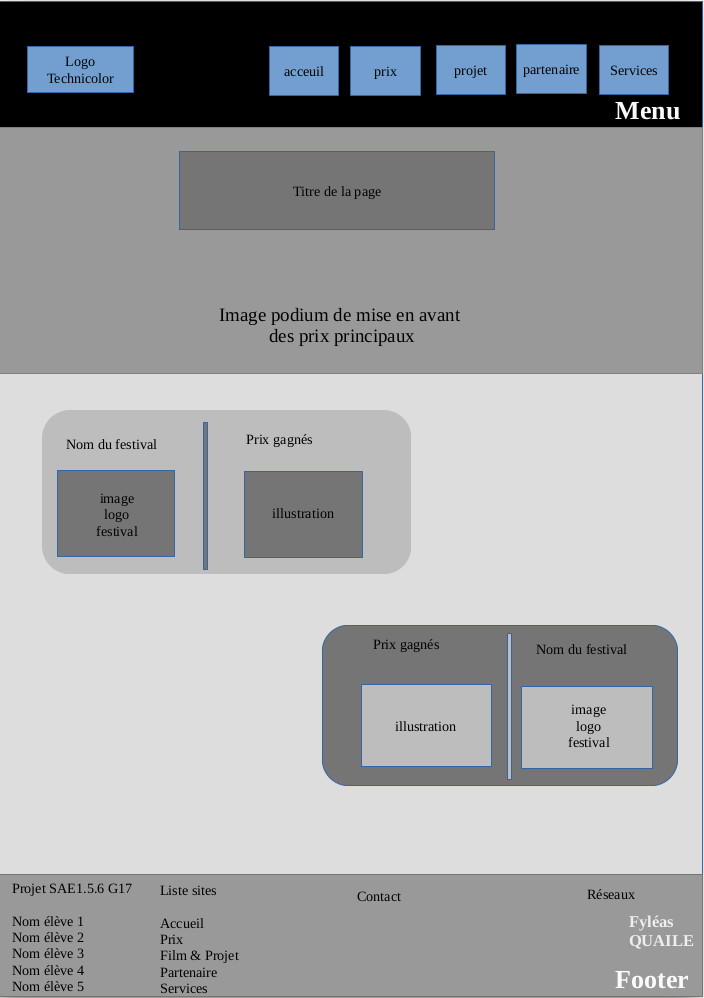 Logo
Technicolor
acceuil
prix
projet
partenaire
Services
Menu
Titre de la page
Image podium de mise en avant
des prix principaux
Nom du festival
Prix gagnés
image
logo
festival
illustration
Prix gagnés
Nom du festival
illustration
image
logo
festival
Projet SAE1.5.6 G17
Nom élève 1
Nom élève 2
Nom élève 3
Nom élève 4
Nom élève 5
Liste sites
Accueil
Prix
Film & Projet
Partenaire
Services
Contact
Réseaux
Fyléas
QUAILE
Footer